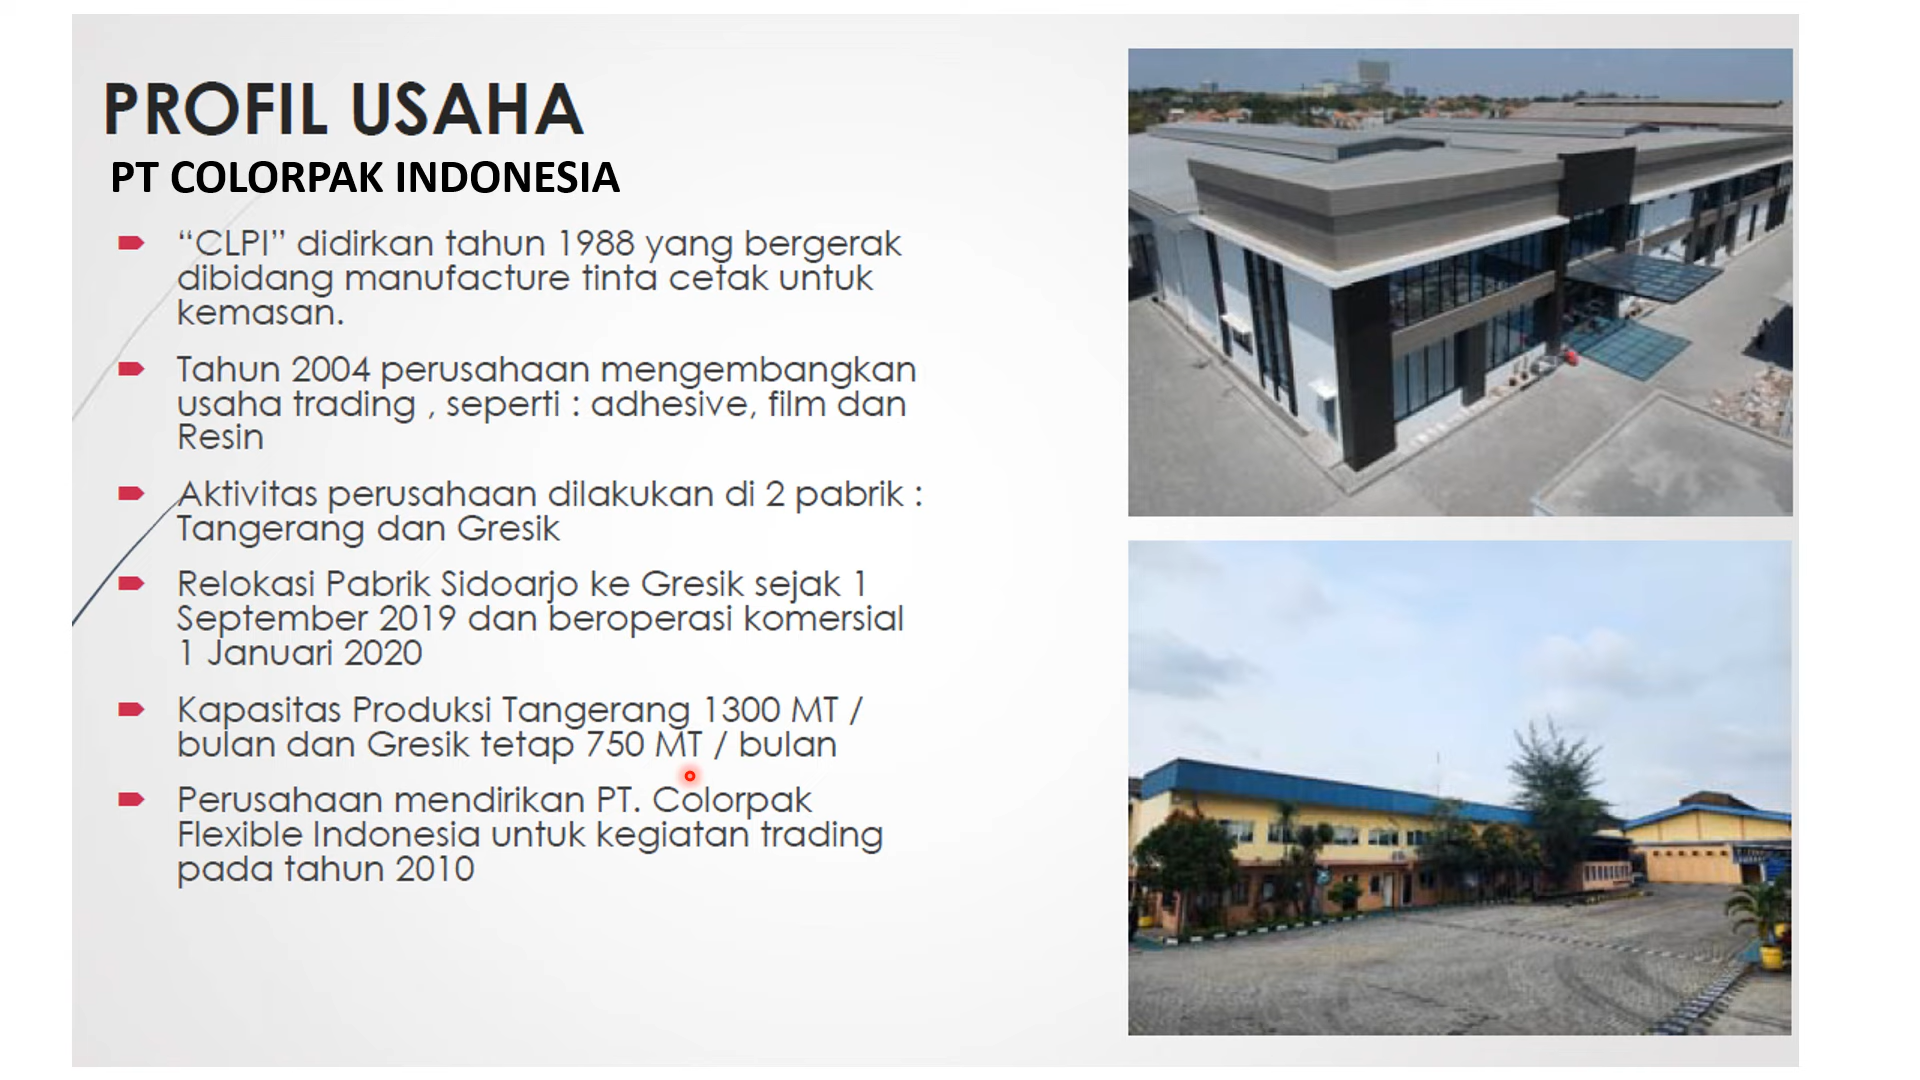 PROFIL USAHA
PT COLORPAK INDONESIA
“CLPI” didirkan tahun 1988 yang bergerak
dibidang manufacture tinta cetak untuk
kemasan.
Tahun 2004 perusahaan mengembangkan
usaha trading , seperti : adhesive, film dan
Resin
Aktivitas perusahaan dilakukan di 2 pabrik :
Tangerang dan Gresik
Relokasi Pabrik Sidoarjo ke Gresik sejak 1
September 2019 dan beroperasi komersial
1 Januari 2020
Kapasitas Produksi Tangerang 1300 MT /
bulan dan Gresik tetap 750 MT / bulan
Perusahaan mendirikan PT. Colorpak
Flexible Indonesia untuk kegiatan trading
pada tahun 2010